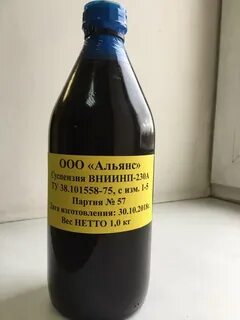 ООО «Альянс»
Суспензия ВНИИНП-230А
ТУ 38.101558-75, с изм. 1-5
Партия № 57
Дата изготовления: 30.10.2018г.
Вес НЕТТО 1,0 кг